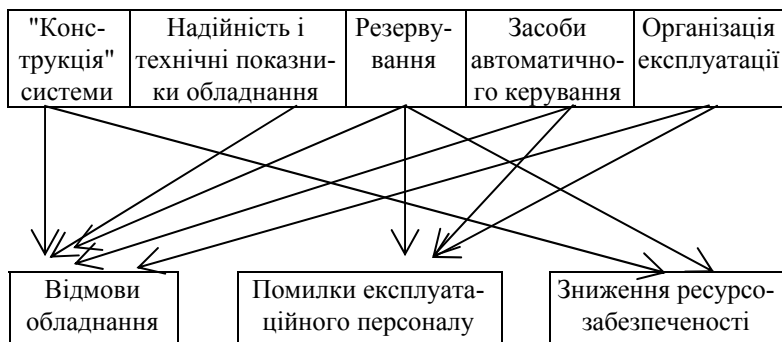 "Конс-
трукція"
системи
Надійність і
технічні показни-
ки обладнання
Резерву-
вання
Засоби
автоматично-
го керування
Організація
експлуатації
Відмови
обладнання
Помилки експлуата-
ційного персоналу
Зниження ресурсо-
забезпеченості